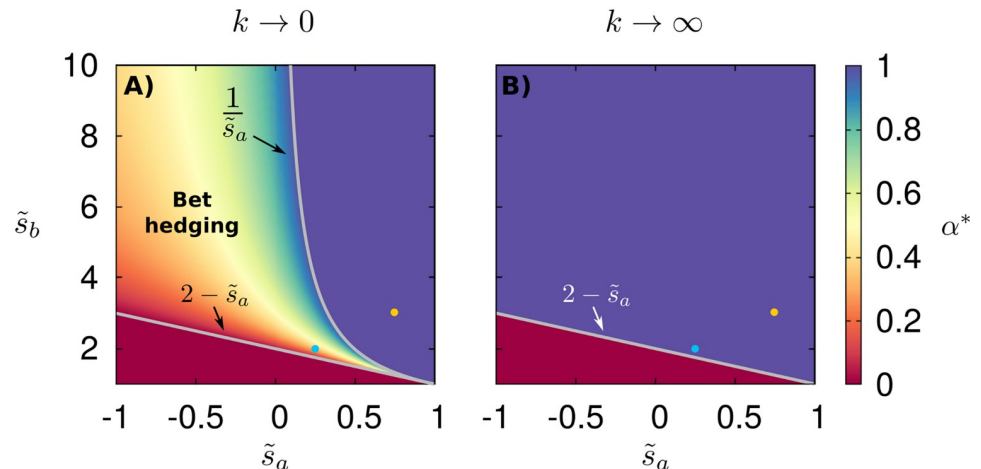 k → 0
k → ∞
A)
B)
10
8
6
4
2
s̃_b
1/s̃_a
Bet
hedging
2 − s̃_a
2 − s̃_a
-1 -0.5 0 0.5 1
-1 -0.5 0 0.5 1
s̃_a
s̃_a
1
0.8
0.6
0.4
0.2
0
α*